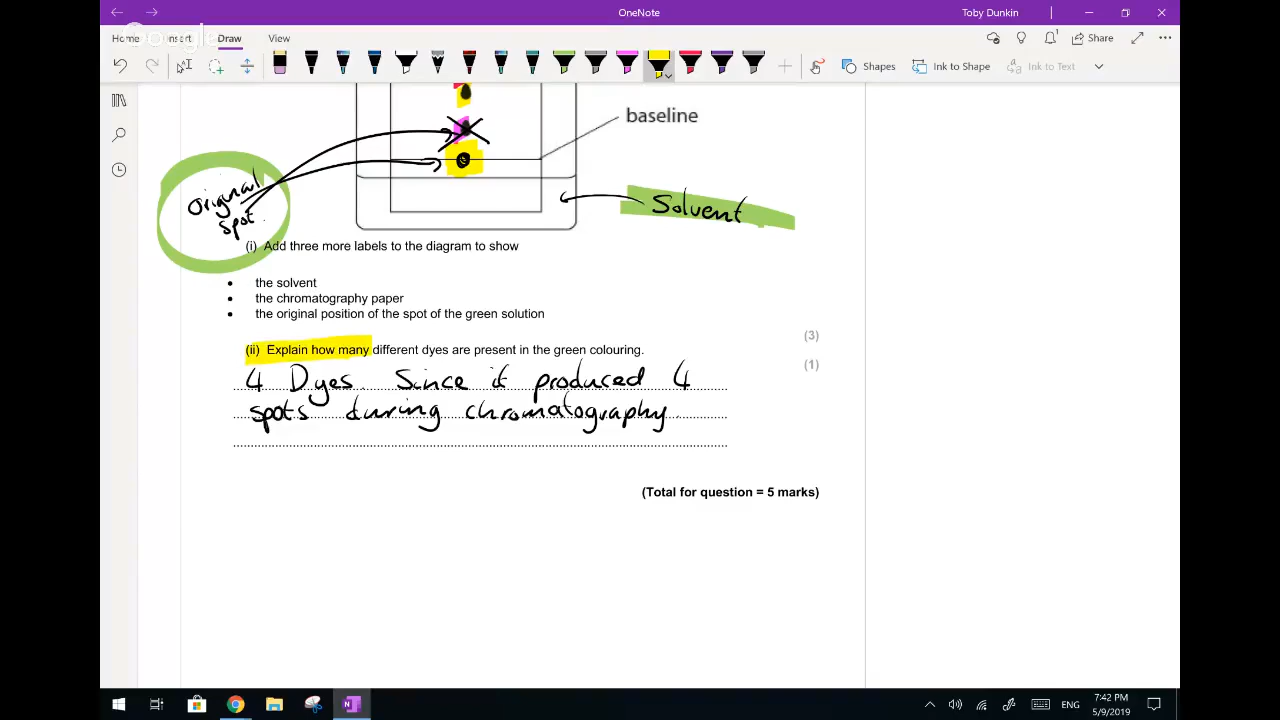 OneNote
Toby Dunkin
Google
Home Insert Draw View
Share
Shapes Ink to Shape Ink to Text
baseline
Original
spot.
Solvent
(i) Add three more labels to the diagram to show
• the solvent
• the chromatography paper
• the original position of the spot of the green solution
(3)
(ii) Explain how many different dyes are present in the green colouring.
(1)
4 Dyes. Since it produced 4
spots during chromatography.
(Total for question = 5 marks)
ENG
7:42 PM
5/9/2019